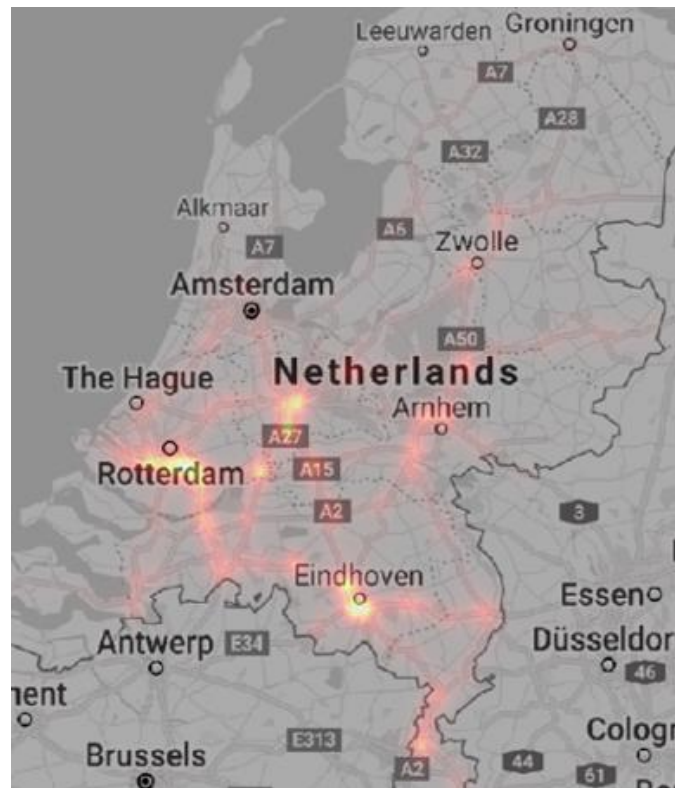 Leeuwarden
Groningen
A7
A28
A32
Alkmaar
A6
A7
Zwolle
Amsterdam
A50
The Hague
Netherlands
Arnhem
A27
Rotterdam
A15
A2
3
Eindhoven
Essen
Antwerp
E34
Düsseldor
46
nent
Cologn
E313
Brussels
A2
44
61